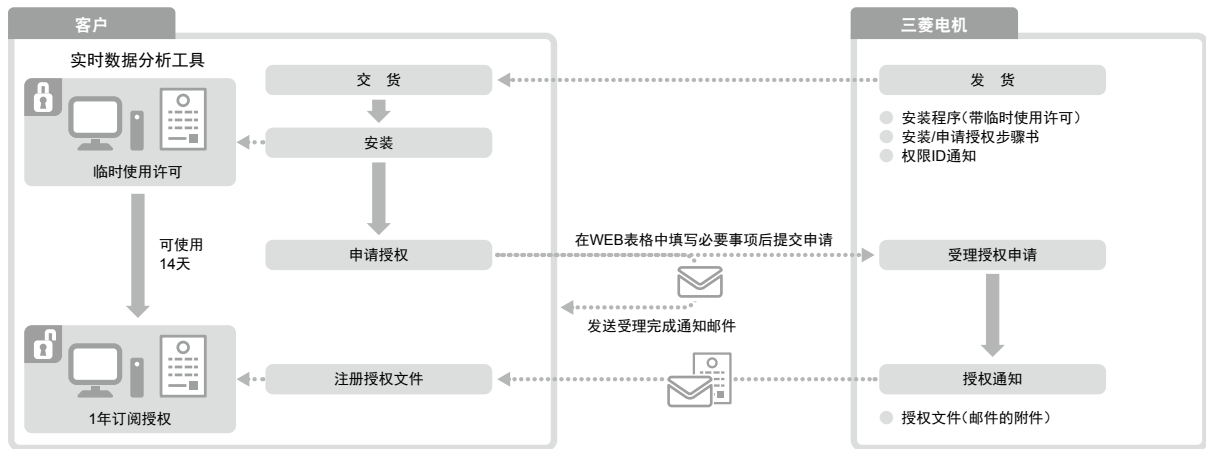 客户
三菱电机
实时数据分析工具
交 货
发 货
安装程序(带临时使用许可)
安装/申请授权步骤书
权限ID通知
安装
临时使用许可
可使用
14天
申请授权
在WEB表格中填写必要事项后提交申请
受理授权申请
发送受理完成通知邮件
注册授权文件
授权通知
1年订阅授权
授权文件(邮件的附件)